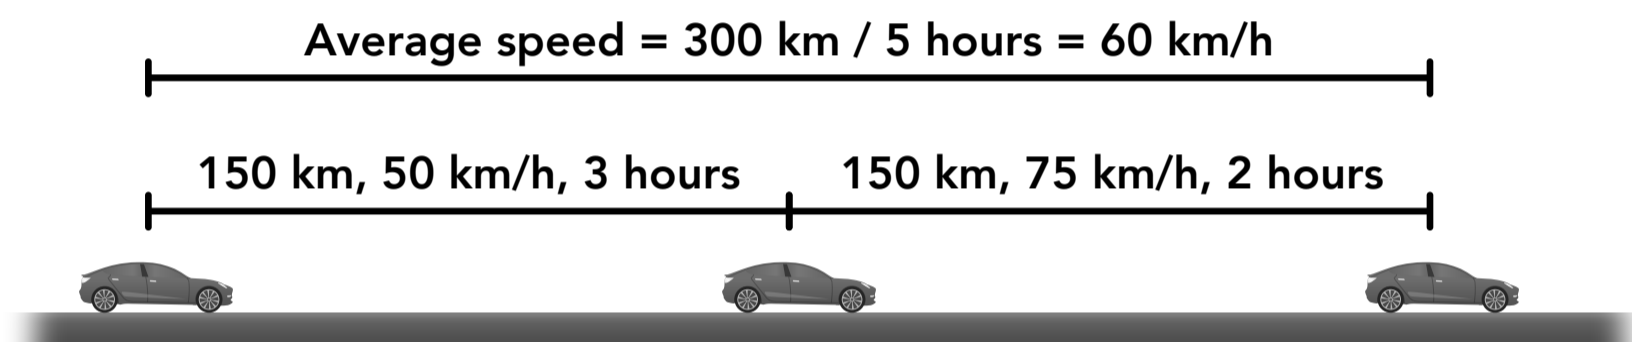 Average speed = 300 km / 5 hours = 60 km/h
150 km, 50 km/h, 3 hours
150 km, 75 km/h, 2 hours